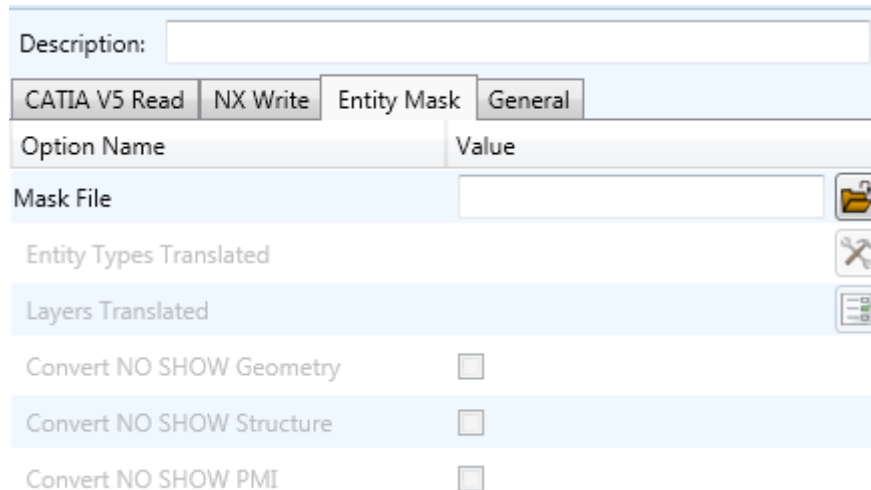 Description:
CATIA V5 Read NX Write Entity Mask General
Option Name Value
Mask File
Entity Types Translated
Layers Translated
Convert NO SHOW Geometry
Convert NO SHOW Structure
Convert NO SHOW PMI